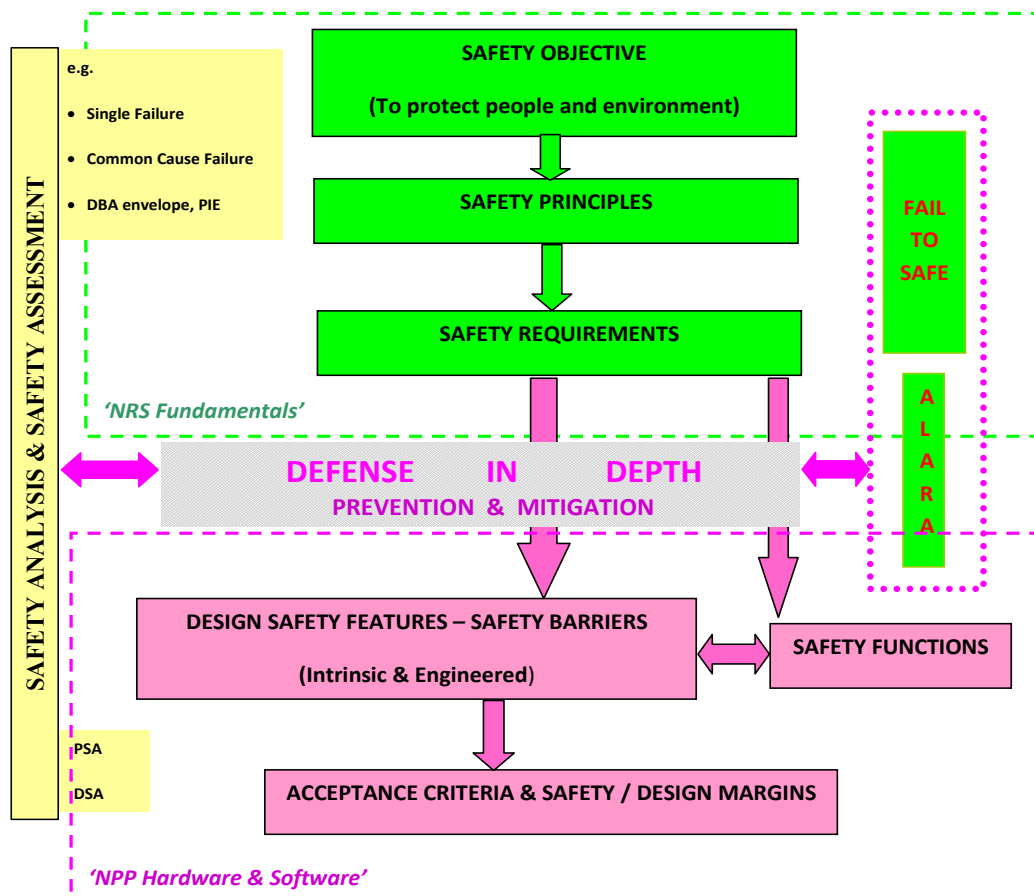 SAFETY ANALYSIS & SAFETY ASSESSMENT
e.g.
• Single Failure
• Common Cause Failure
• DBA envelope, PIE
SAFETY OBJECTIVE
(To protect people and environment)
SAFETY PRINCIPLES
SAFETY REQUIREMENTS
FAIL
TO
SAFE
A
L
A
R
A
‘NRS Fundamentals’
DEFENSE IN DEPTH
PREVENTION & MITIGATION
DESIGN SAFETY FEATURES – SAFETY BARRIERS
(Intrinsic & Engineered)
SAFETY FUNCTIONS
PSA
DSA
ACCEPTANCE CRITERIA & SAFETY / DESIGN MARGINS
‘NPP Hardware & Software’